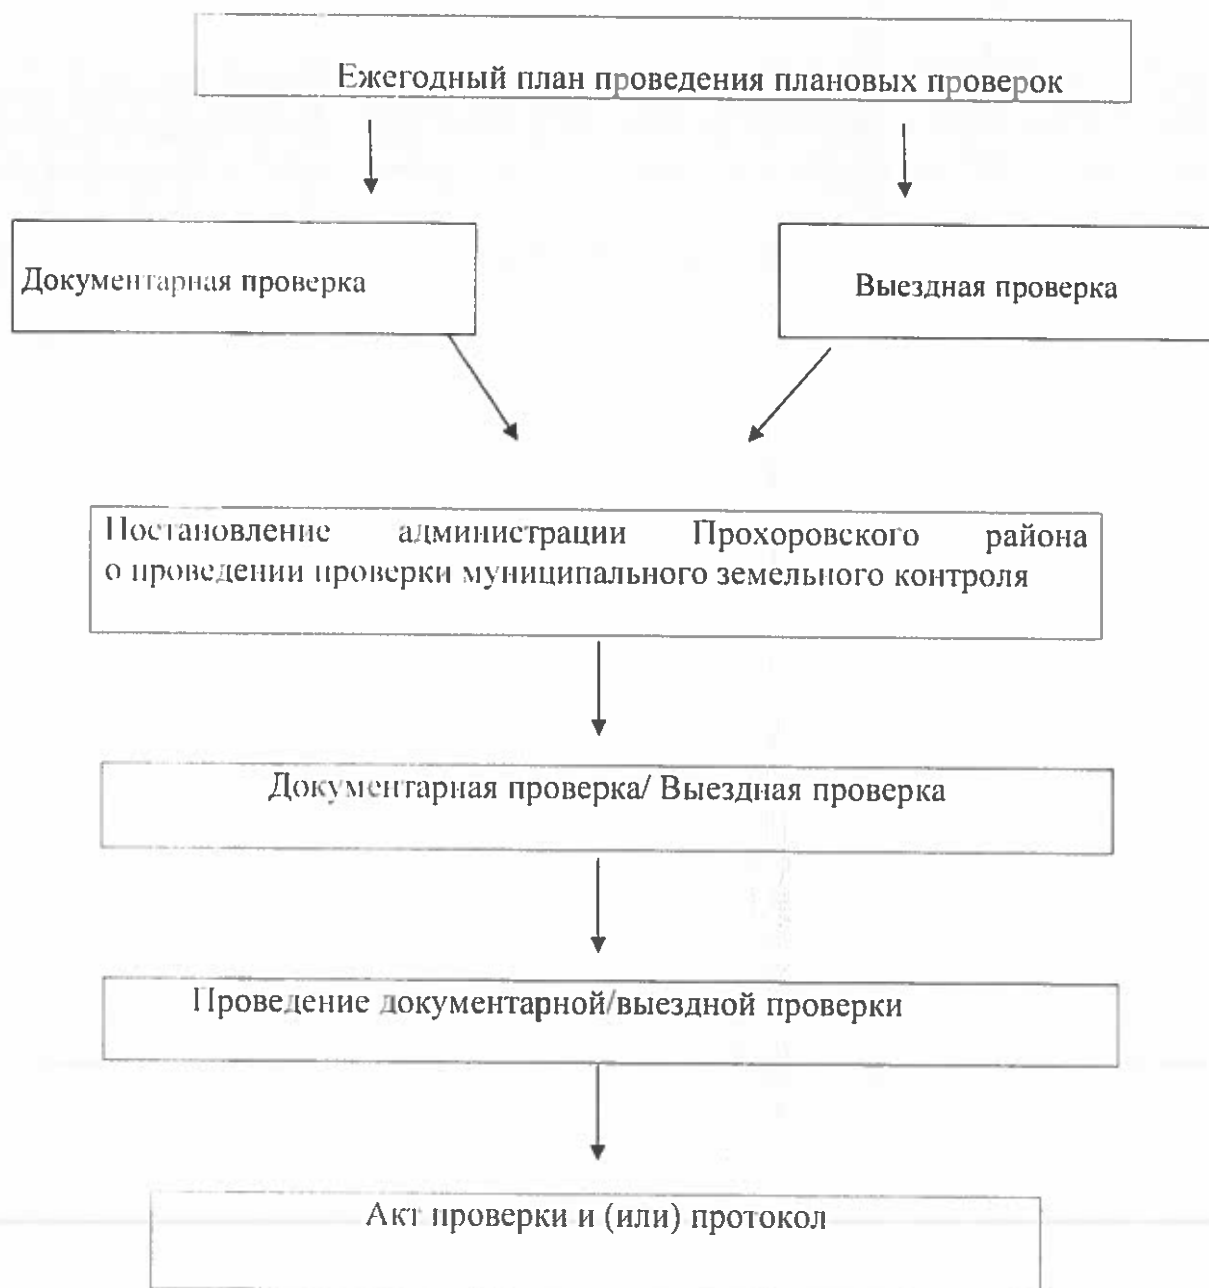 Ежегодный план проведения плановых проверок
Документарная проверка
Выездная проверка
Постановление администрации Прохоровского района
о проведении проверки муниципального земельного контроля
Документарная проверка/ Выездная проверка
Проведение документарной/выездной проверки
Акт проверки и (или) протокол